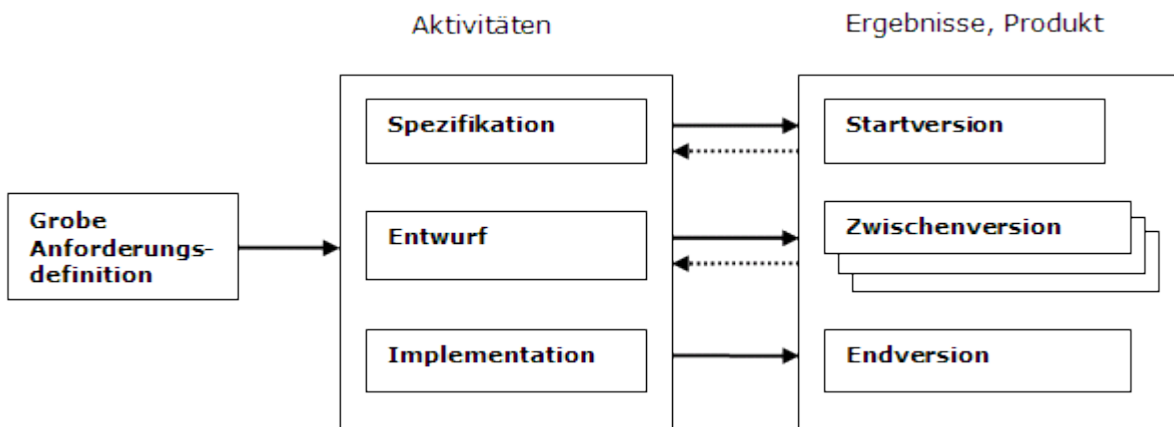 Aktivitäten
Ergebnisse, Produkt
Spezifikation
Startversion
Grobe
Anforderungs-
definition
Entwurf
Zwischenversion
Implementation
Endversion